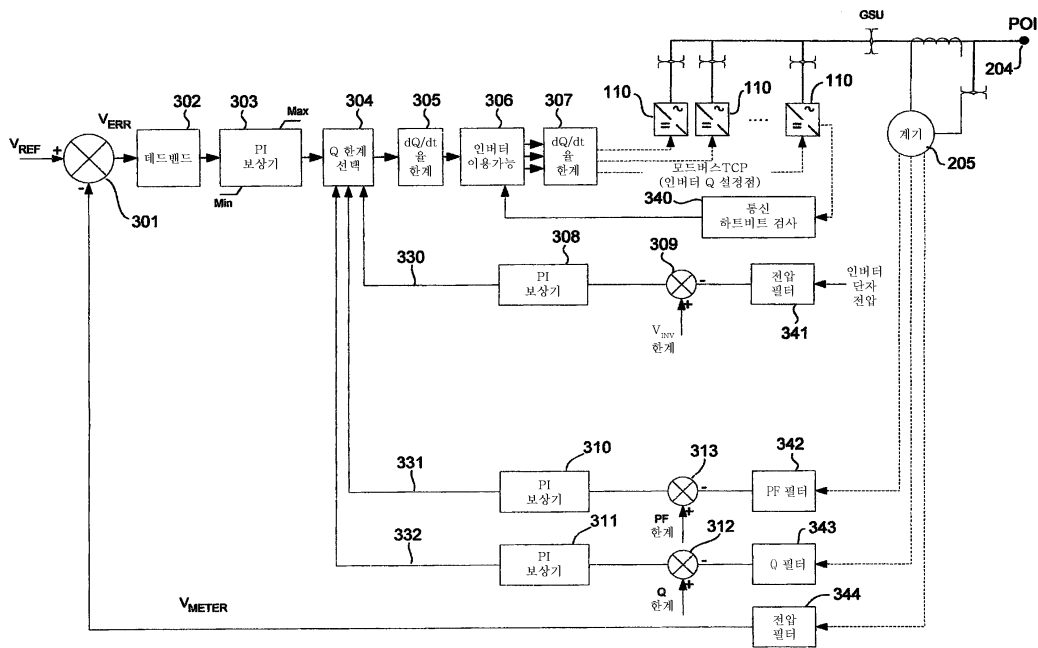 GSU
POI
204
302
303
Max
304
305
306
307
110
110
110
V_ERR
V_REF
+
-
301
데드밴드
PI
보상기
Min
Q 한계
선택
dQ/dt
율
한계
인버터
이용가능
dQ/dt
율
한계
계기
205
모드버스TCP
(인버터 Q 설정점)
340
통신
하트비트 검사
330
308
PI
보상기
309
-
+
V_INV
한계
전압
필터
341
인버터
단자
전압
331
310
PI
보상기
313
-
+
PF
한계
342
PF 필터
332
311
PI
보상기
312
-
+
Q
한계
343
Q 필터
344
전압
필터
V_METER